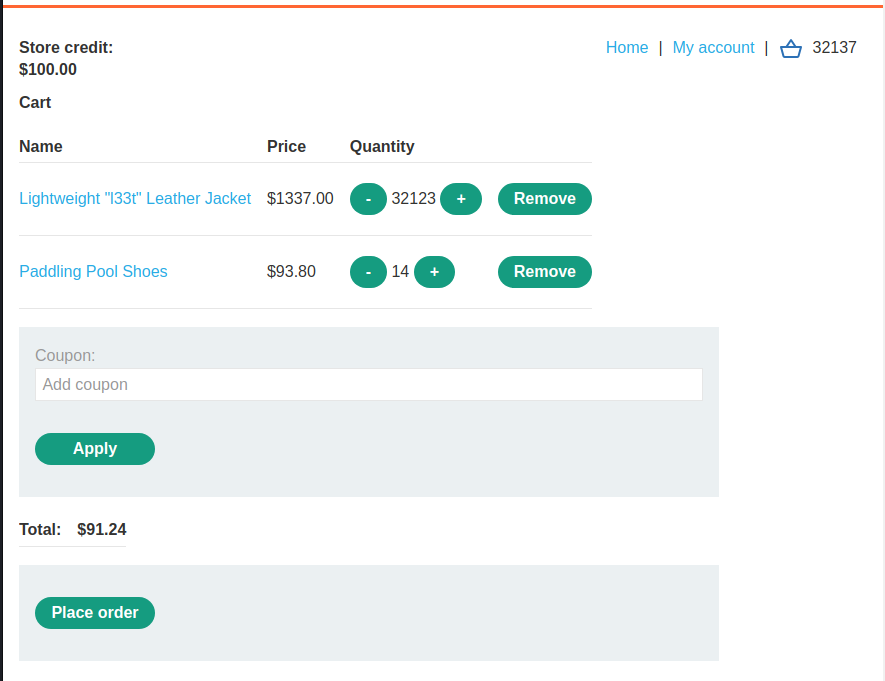 Store credit:
$100.00
Home | My account | 32137
Cart
Name Price Quantity
Lightweight "l33t" Leather Jacket $1337.00 - 32123 + Remove
Paddling Pool Shoes $93.80 - 14 + Remove
Coupon:
Add coupon
Apply
Total: $91.24
Place order